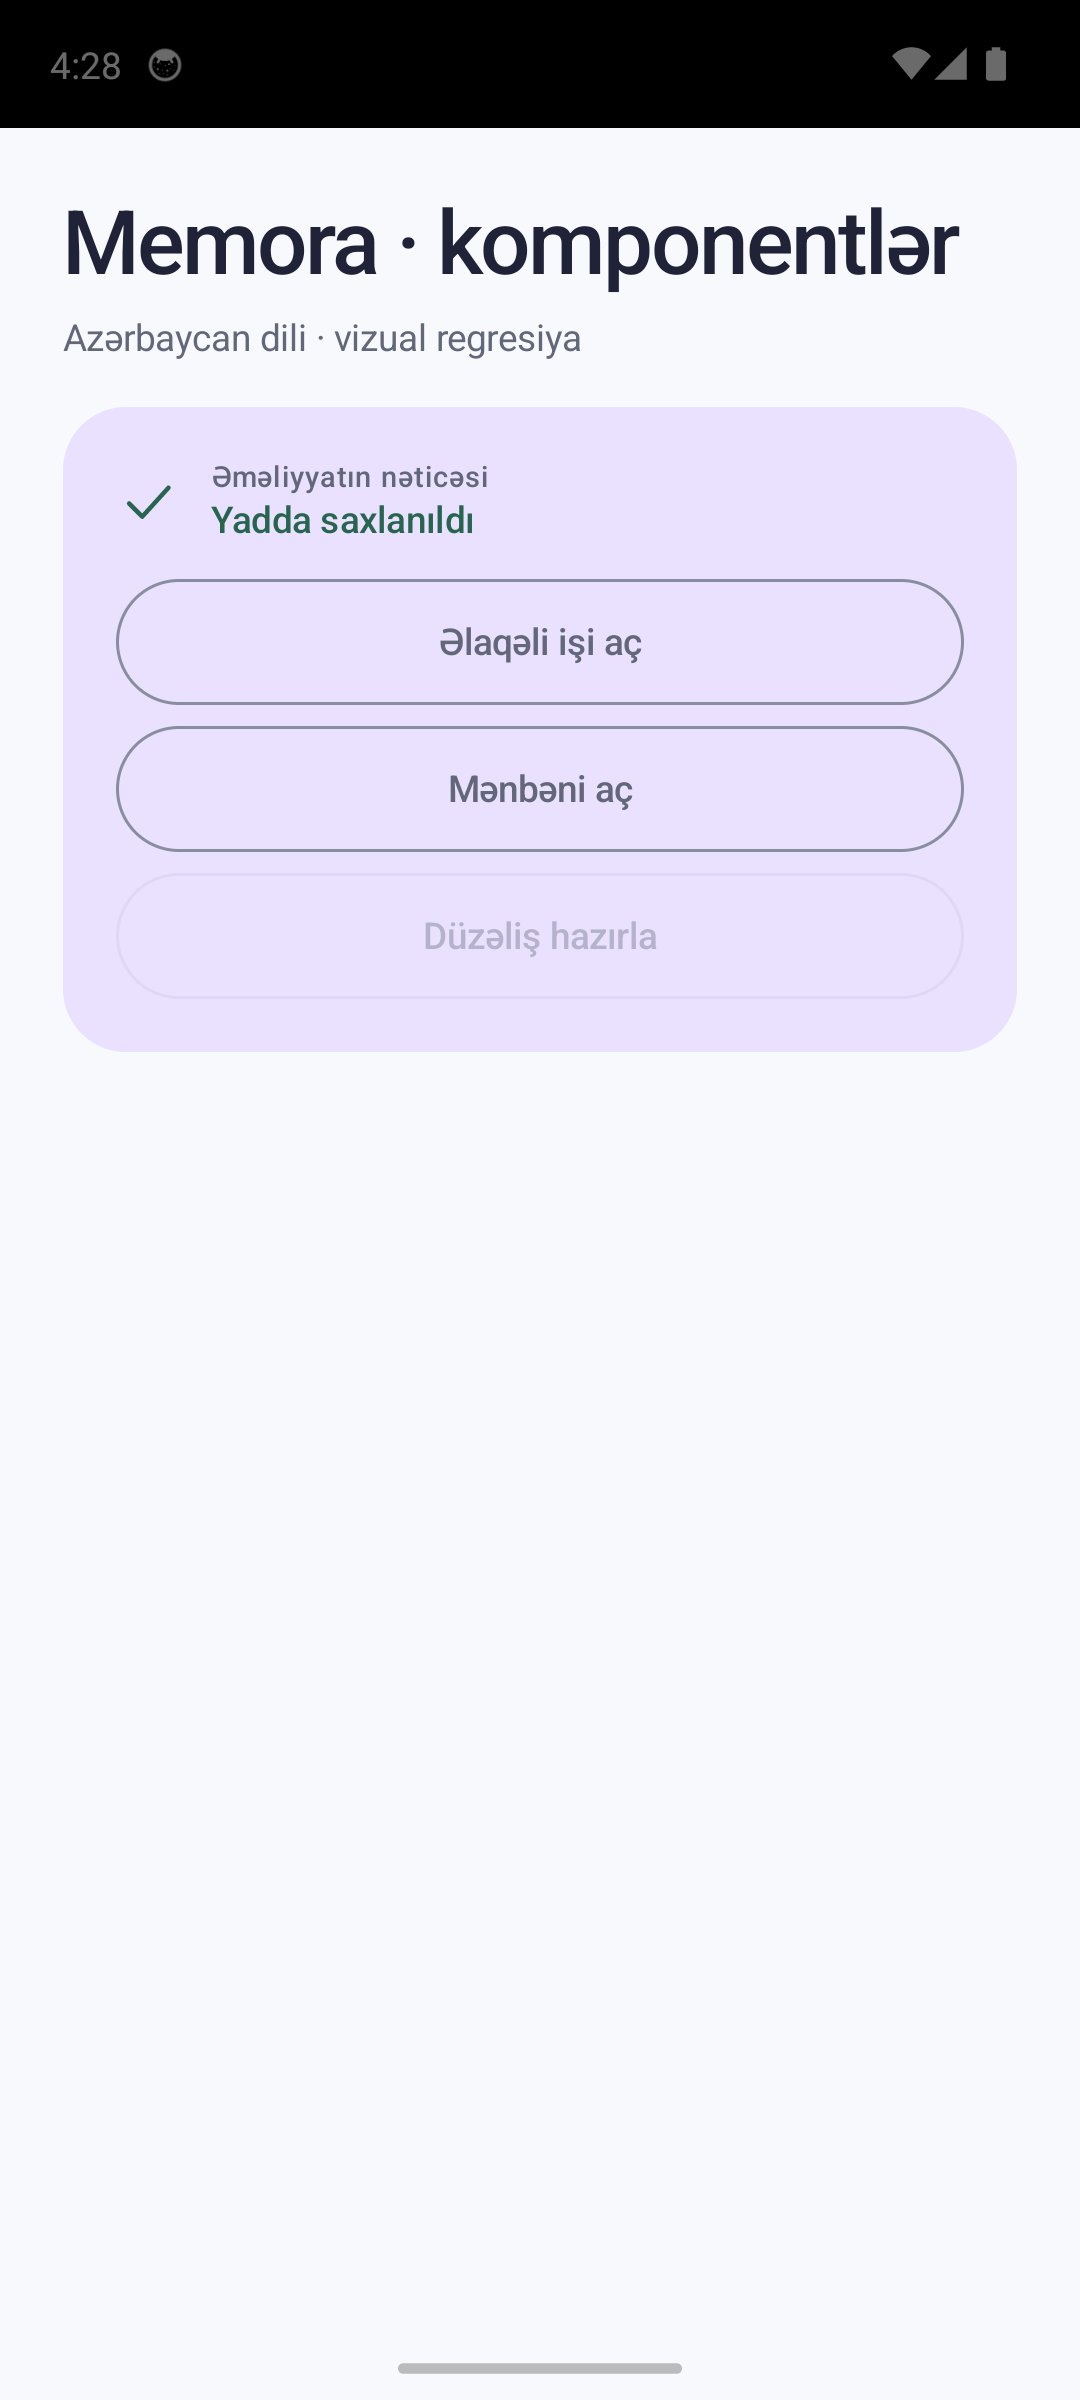 4:28
Memora · komponentlər
Azərbaycan dili · vizual regresiya
Əməliyyatın nəticəsi
Yadda saxlanıldı
Əlaqəli işi aç
Mənbəni aç
Düzəliş hazırla